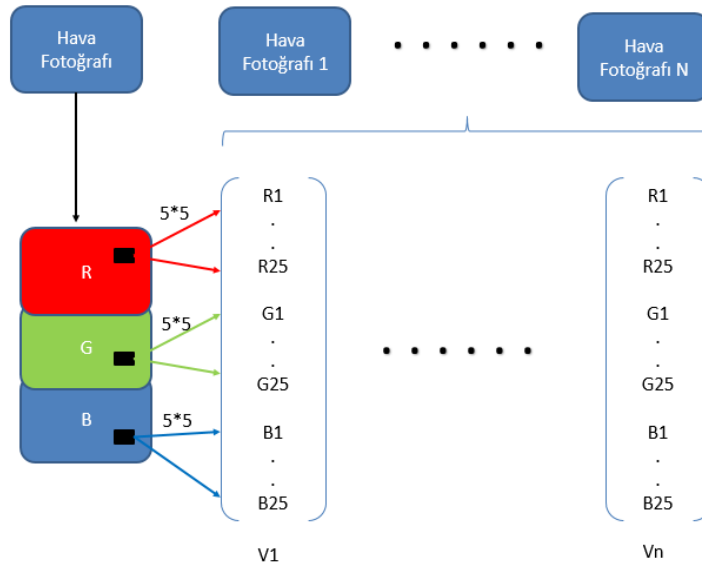 Hava
Fotoğrafı
Hava
Fotoğrafı 1
Hava
Fotoğrafı N
R
G
B
5*5
5*5
5*5
R1
.
.
R25
G1
.
.
G25
B1
.
.
B25
V1
R1
.
.
R25
G1
.
.
G25
B1
.
.
B25
Vn